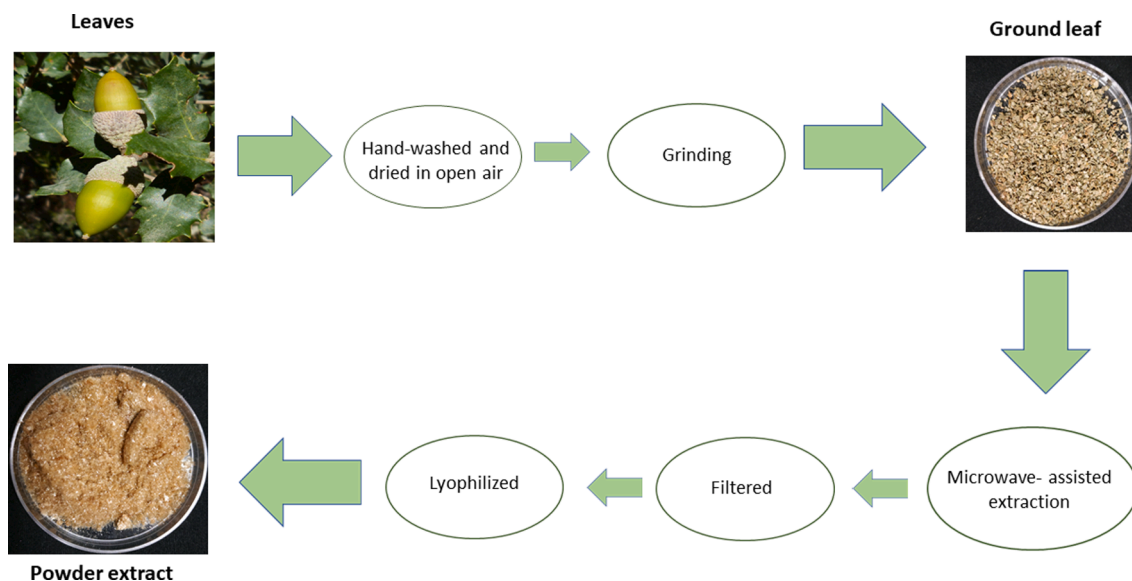 Leaves
Ground leaf
Hand-washed and
dried in open air
Grinding
Microwave- assisted
extraction
Filtered
Lyophilized
Powder extract